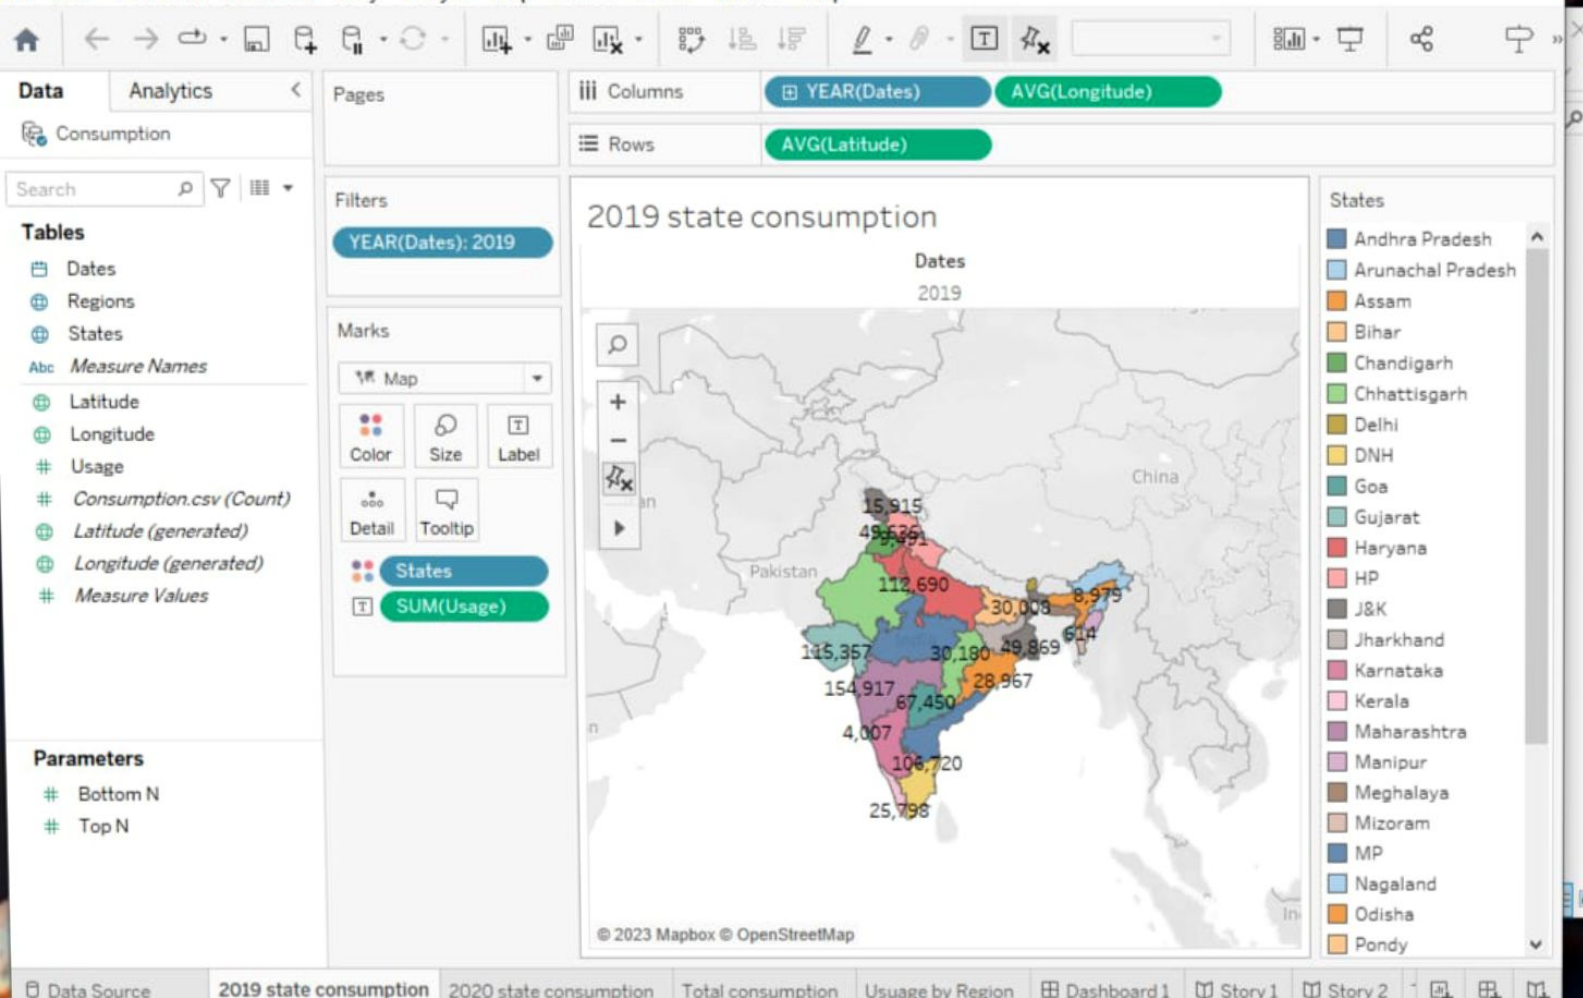 Data
Analytics
Consumption
Search
Tables
Dates
Regions
States
Abc Measure Names
Latitude
Longitude
# Usage
# Consumption.csv (Count)
Latitude (generated)
Longitude (generated)
# Measure Values
Parameters
# Bottom N
# Top N
Pages
Filters
YEAR(Dates): 2019
Marks
Map
Color Size Label
Detail Tooltip
States
SUM(Usage)
Columns YEAR(Dates) AVG(Longitude)
Rows AVG(Latitude)
2019 state consumption
Dates
2019
China
Pakistan
India
15,915
112,690
30,008
8,979
115,357
30,180
49,869
614
154,917
67,450
28,967
4,007
106,720
25,798
© 2023 Mapbox © OpenStreetMap
States
Andhra Pradesh
Arunachal Pradesh
Assam
Bihar
Chandigarh
Chhattisgarh
Delhi
DNH
Goa
Gujarat
Haryana
HP
J&K
Jharkhand
Karnataka
Kerala
Maharashtra
Manipur
Meghalaya
Mizoram
MP
Nagaland
Odisha
Pondy
Data Source 2019 state consumption 2020 state consumption Total consumption Usuage by Region Dashboard 1 Story 1 Story 2